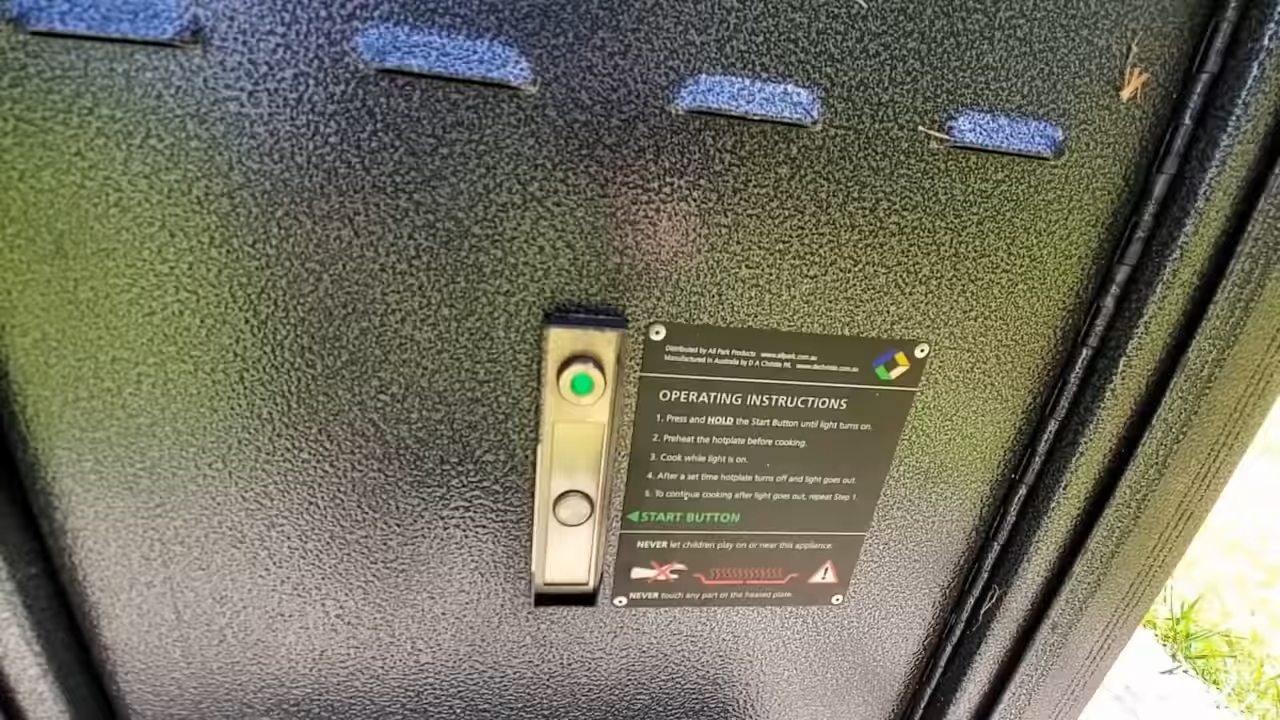 Distributed by All Park Products www.allpark.com.au
Manufactured in Australia by D A Christie P/L www.dachristie.com.au
OPERATING INSTRUCTIONS
1. Press and HOLD the Start Button until light turns on.
2. Preheat the hotplate before cooking.
3. Cook while light is on.
4. After a set time hotplate turns off and light goes out.
5. To continue cooking after light goes out, repeat Step 1.
START BUTTON
NEVER let children play on or near this appliance.
NEVER touch any part of the heated plate.